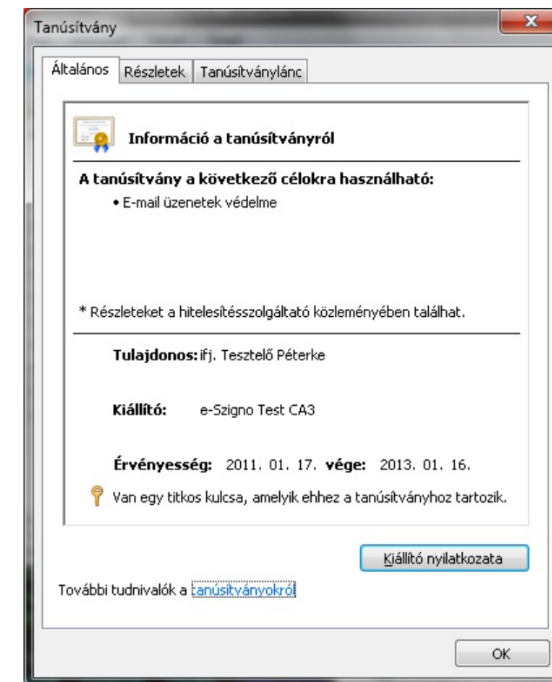 Tanúsítvány
Általános Részletek Tanúsítványlánc
Információ a tanúsítványról
A tanúsítvány a következő célokra használható:
• E-mail üzenetek védelme
* Részleteket a hitelesítésszolgáltató közleményében találhat.
Tulajdonos: ifj. Tesztelő Péterke
Kiállító: e-Szigno Test CA3
Érvényesség: 2011. 01. 17. vége: 2013. 01. 16.
Van egy titkos kulcsa, amelyik ehhez a tanúsítványhoz tartozik.
Kiállító nyilatkozata
További tudnivalók a tanúsítványokról
OK